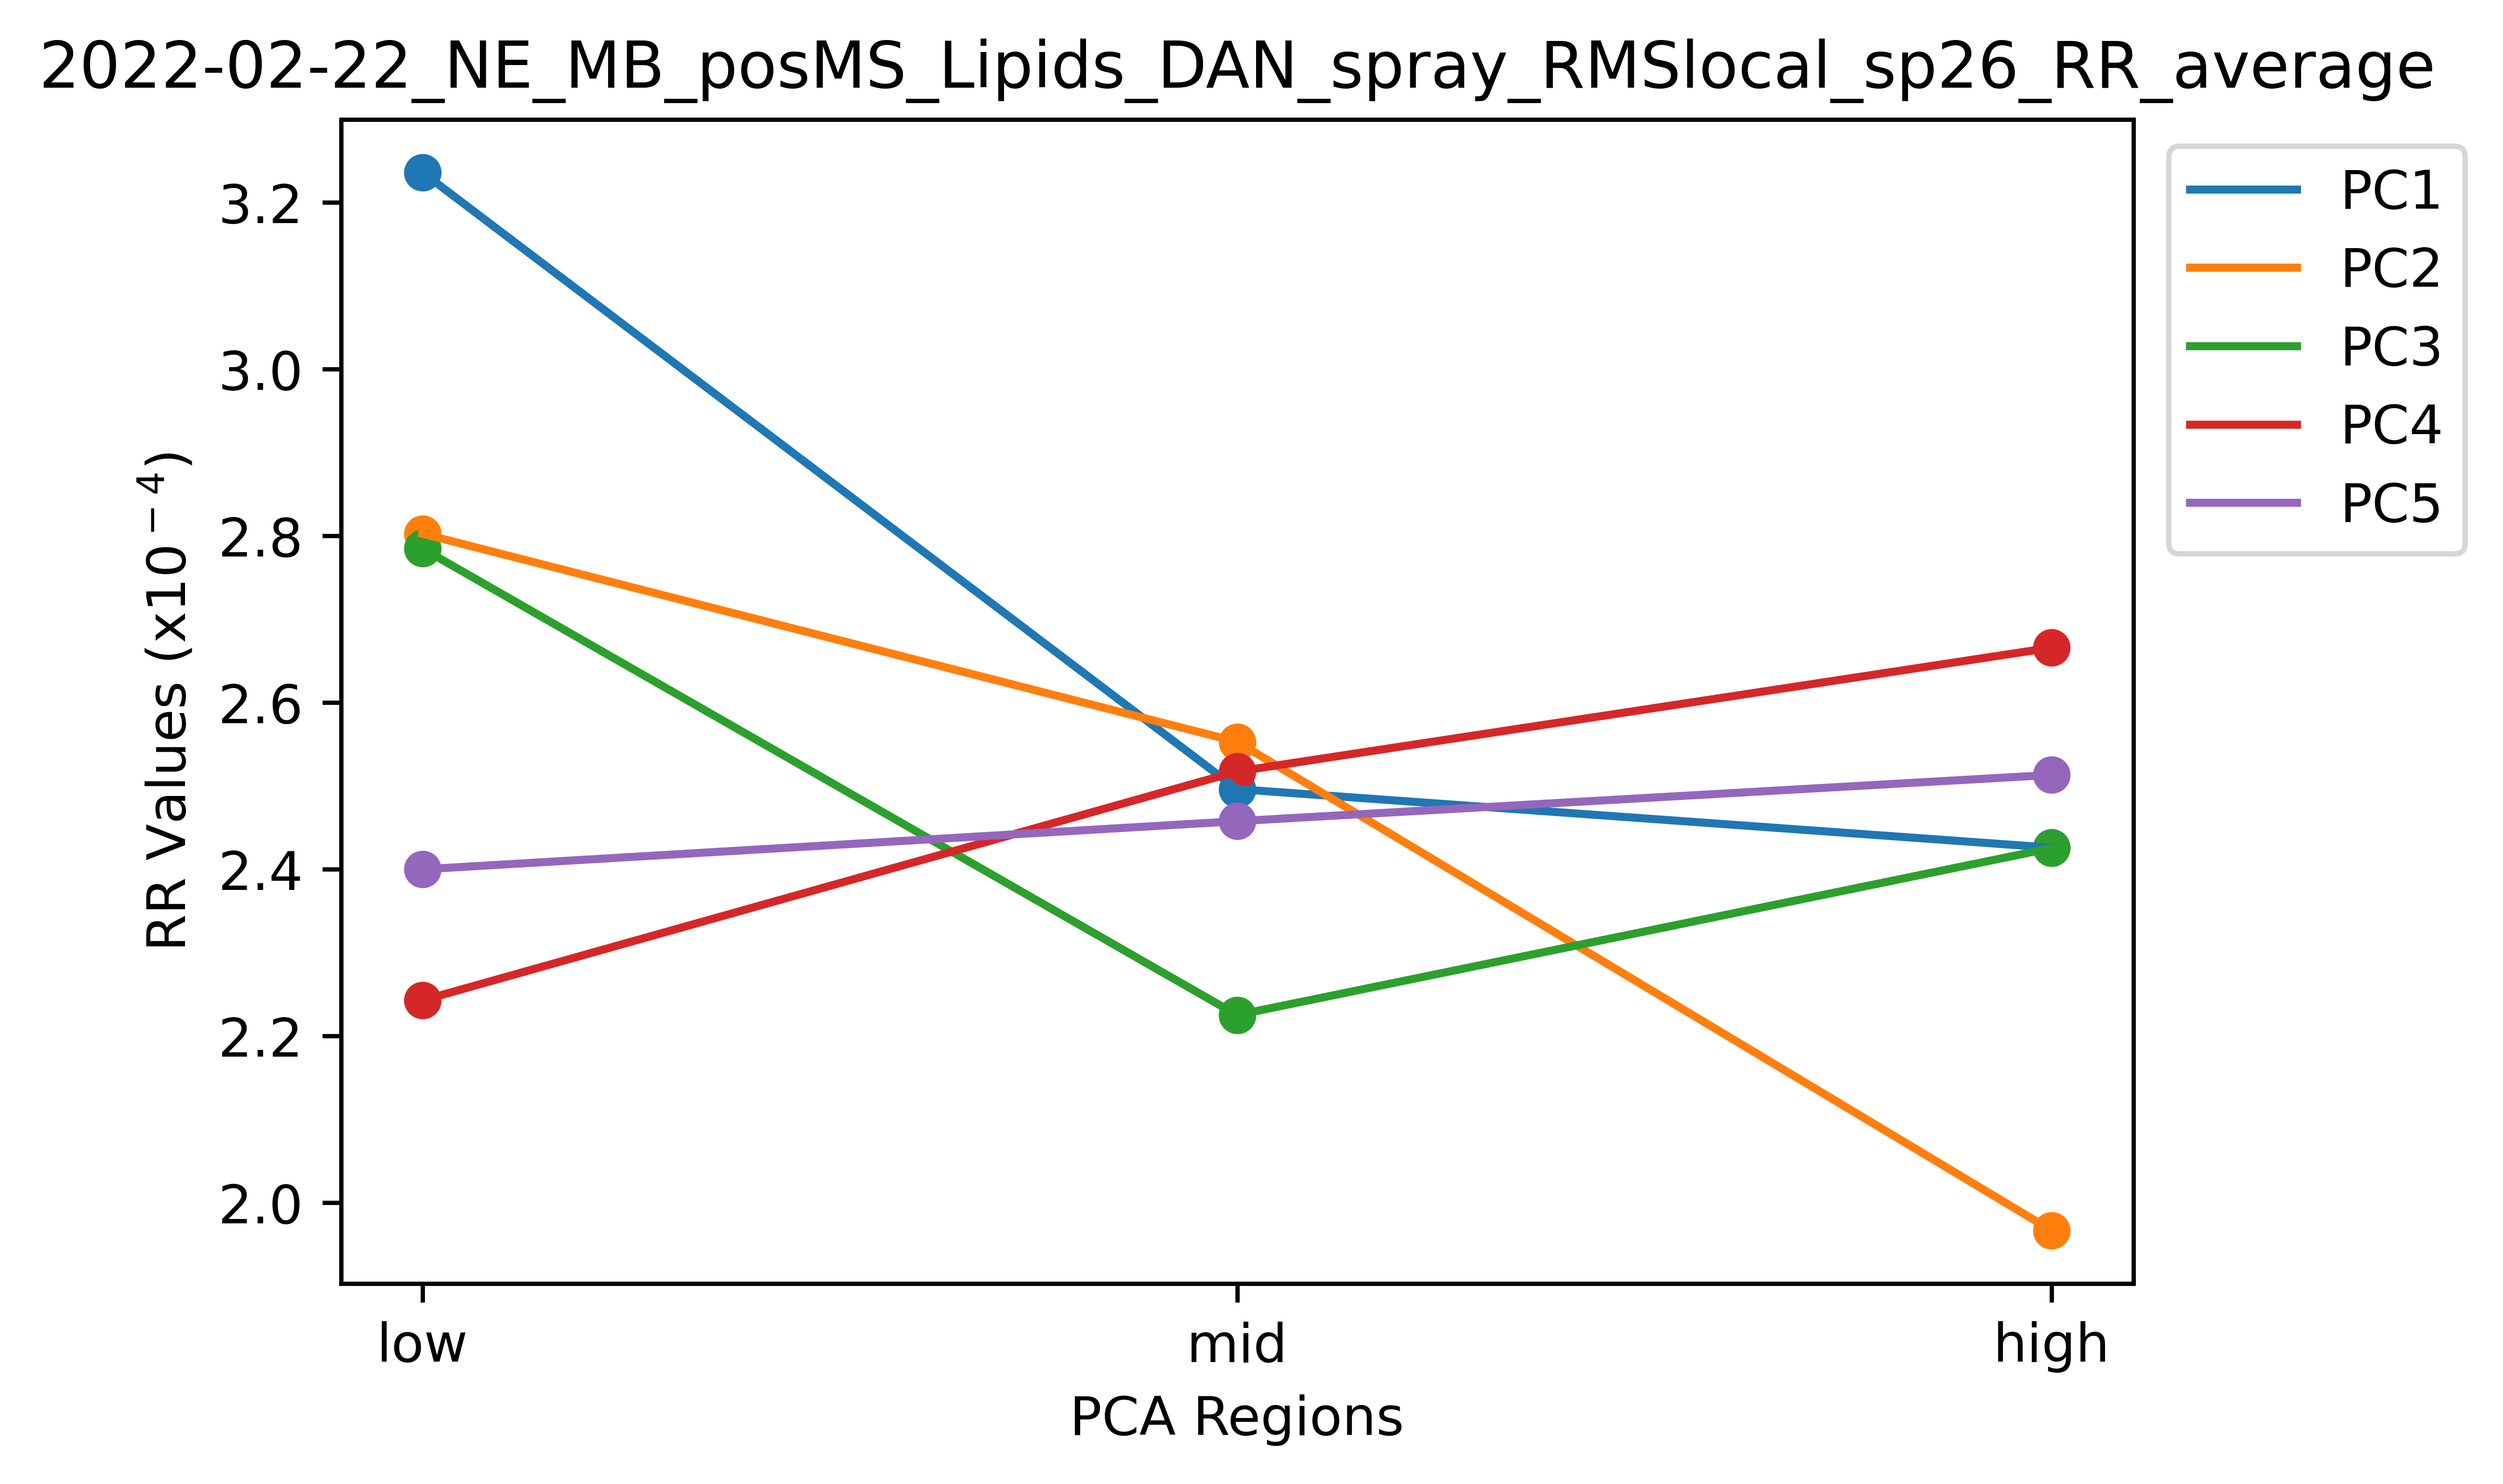 2022-02-22_NE_MB_posMS_Lipids_DAN_spray_RMSlocal_sp26_RR_average
RR Values (x10⁻⁴)
3.2
3.0
2.8
2.6
2.4
2.2
2.0
low
mid
high
PCA Regions
PC1
PC2
PC3
PC4
PC5